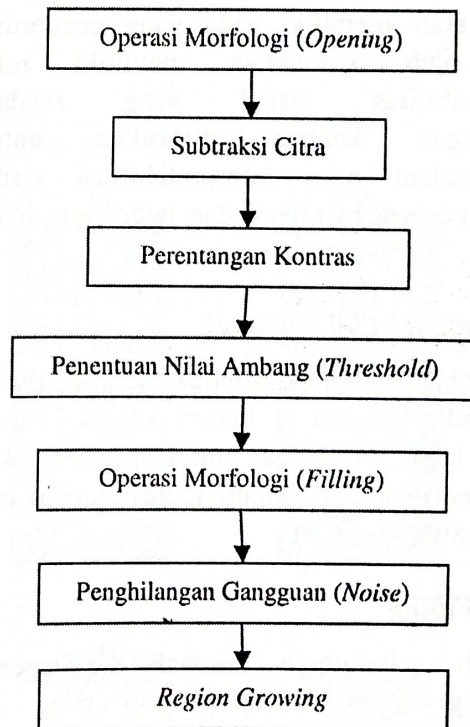 Operasi Morfologi (Opening)
Subtraksi Citra
Perentangan Kontras
Penentuan Nilai Ambang (Threshold)
Operasi Morfologi (Filling)
Penghilangan Gangguan (Noise)
Region Growing